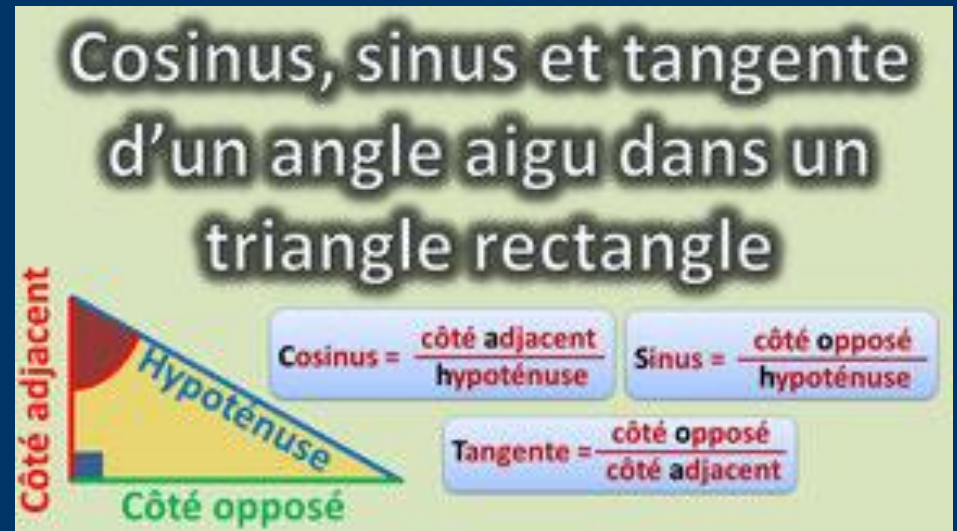 Cosinus, sinus et tangente
d'un angle aigu dans un
triangle rectangle
Côté adjacent
Hypoténuse
Côté opposé
Cosinus = côté adjacent
hypoténuse
Sinus = côté opposé
hypoténuse
Tangente = côté opposé
côté adjacent